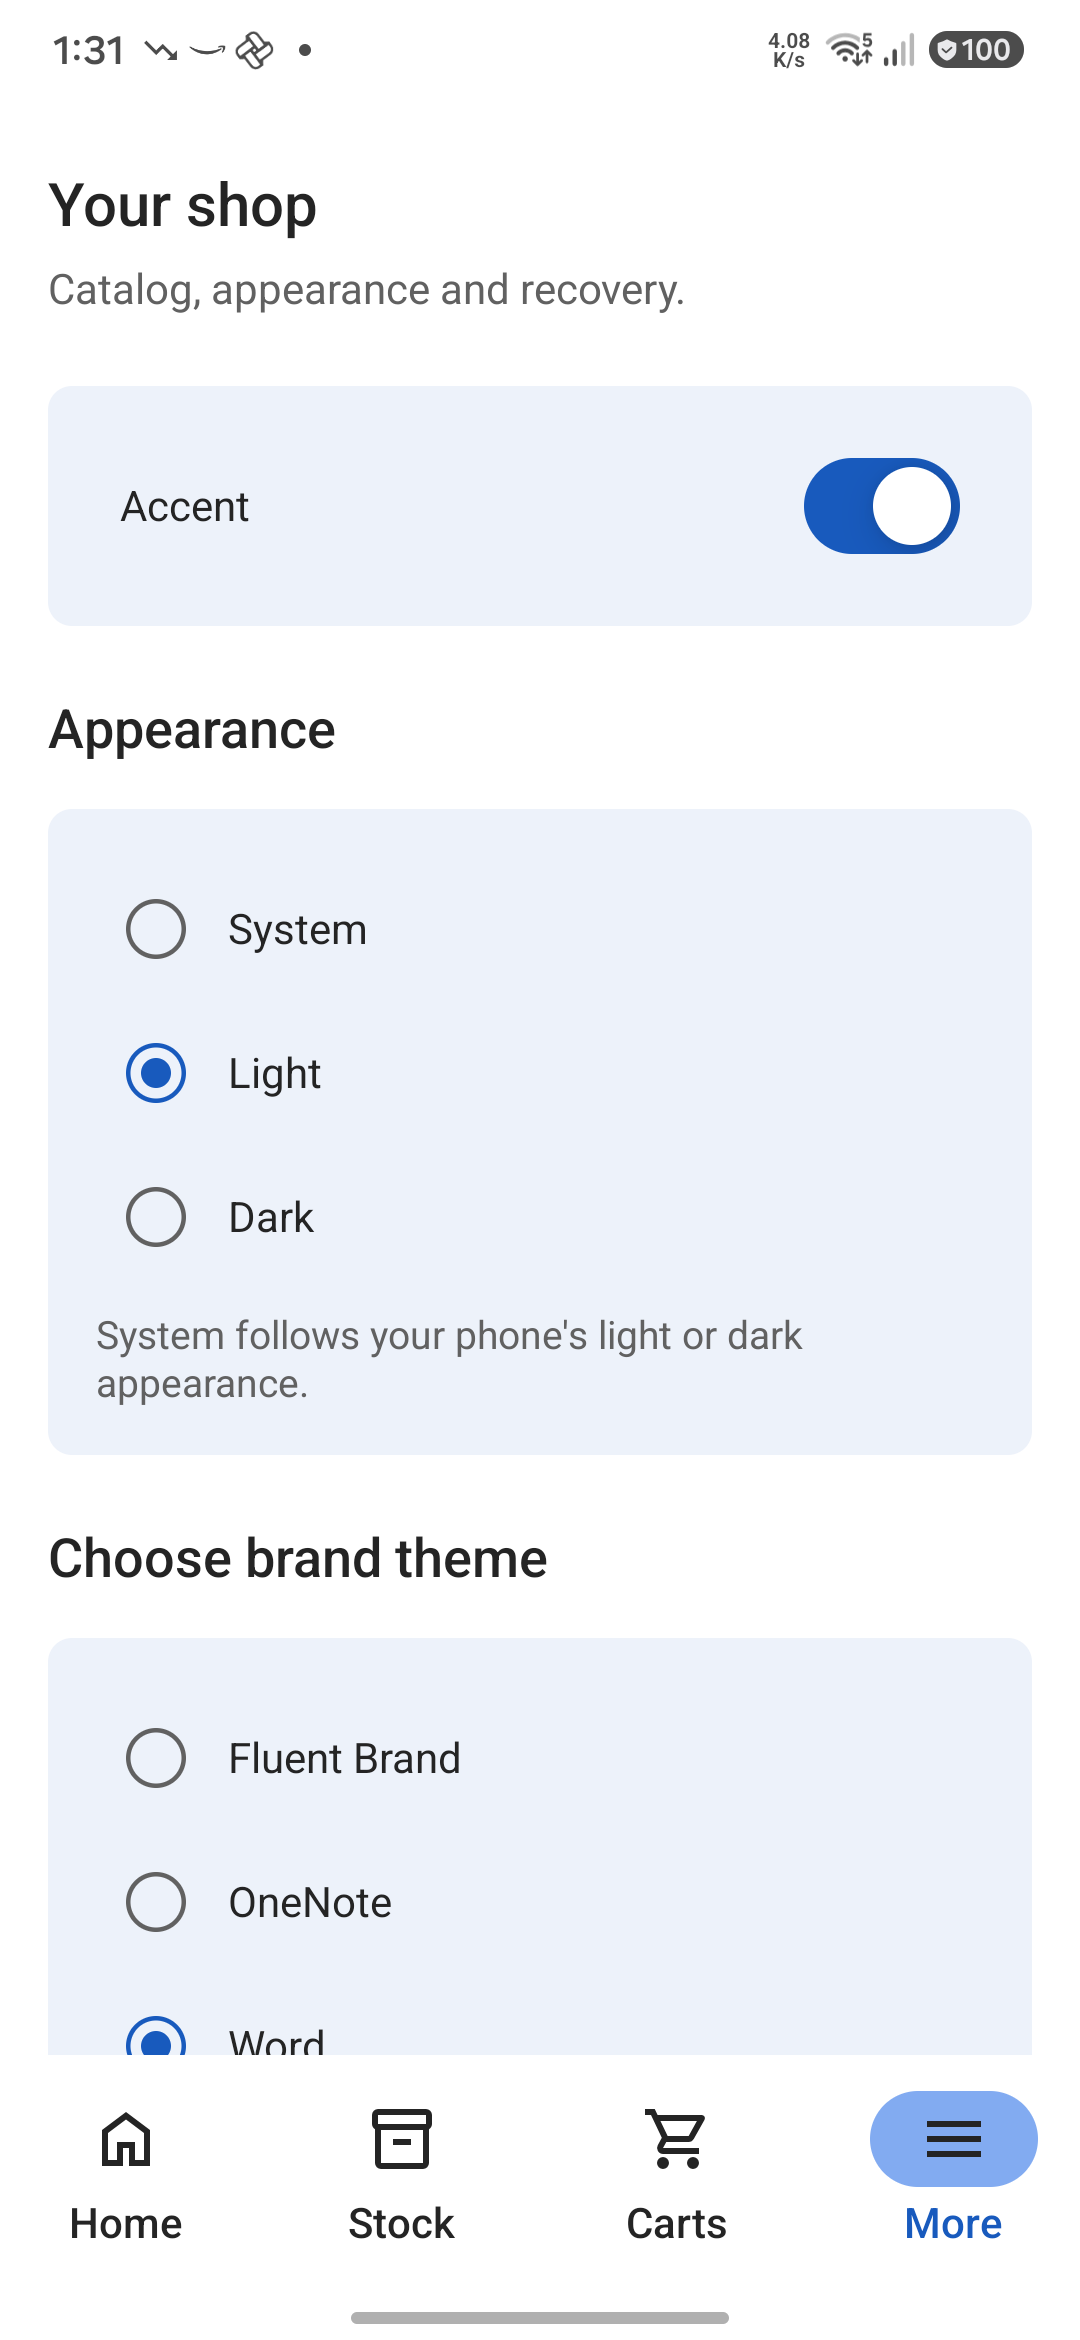 1:31
4.08
K/s
5
100
Your shop
Catalog, appearance and recovery.
Accent
Appearance
System
Light
Dark
System follows your phone's light or dark
appearance.
Choose brand theme
Fluent Brand
OneNote
Word
Home
Stock
Carts
More